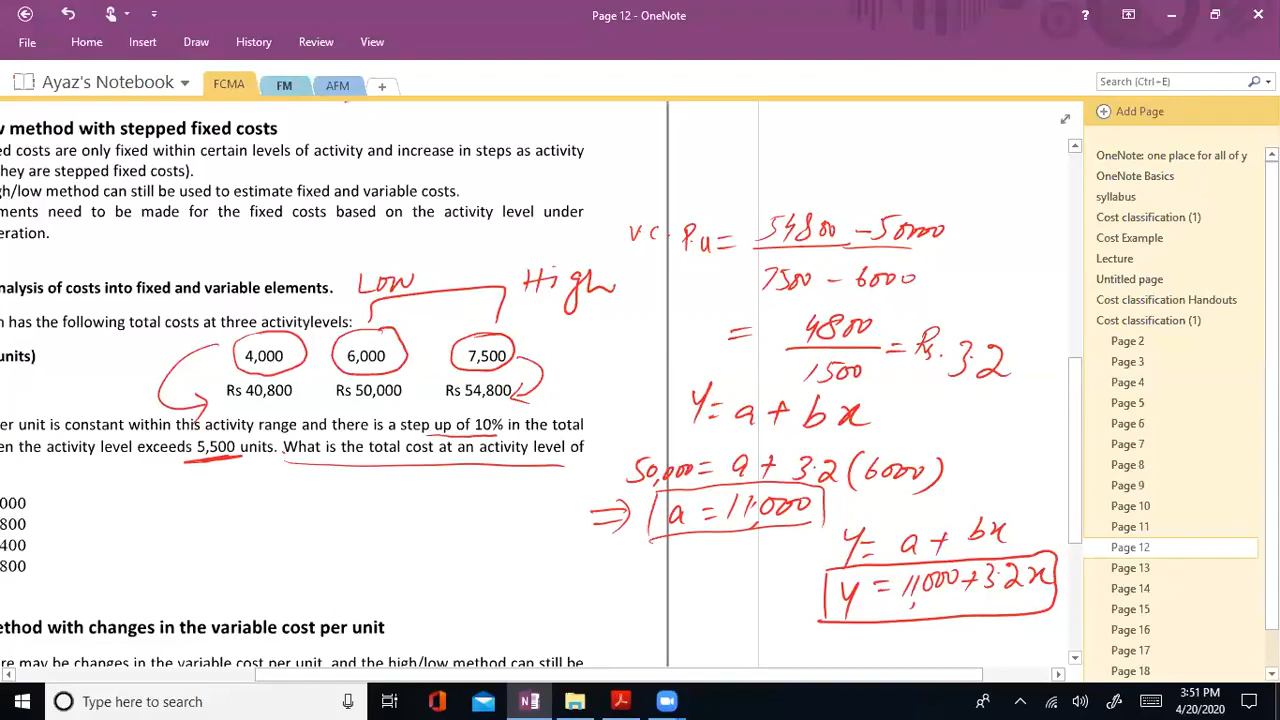 Page 12 - OneNote
File Home Insert Draw History Review View
Ayaz's Notebook FCMA FM AFM
Search (Ctrl+E)
Add Page
w method with stepped fixed costs
ed costs are only fixed within certain levels of activity and increase in steps as activity
hey are stepped fixed costs).
igh/low method can still be used to estimate fixed and variable costs.
ments need to be made for the fixed costs based on the activity level under
eration.
nalysis of costs into fixed and variable elements.
Low High
n has the following total costs at three activitylevels:
units) 4,000 6,000 7,500
Rs 40,800 Rs 50,000 Rs 54,800
er unit is constant within this activity range and there is a step up of 10% in the total
en the activity level exceeds 5,500 units. What is the total cost at an activity level of
000
800
400
800
ethod with changes in the variable cost per unit
re may be changes in the variable cost per unit, and the high/low method can still be
V.C. P.u = 54800 - 50000
7500 - 6000
= 4800
1500 = Rs. 3.2
Y = a + bx
50,000 = a + 3.2 (6000)
⇒ a = 11,000
Y = a + bx
y = 11,000 + 3.2x
OneNote: one place for all of y
OneNote Basics
syllabus
Cost classification (1)
Cost Example
Lecture
Untitled page
Cost classification Handouts
Cost classification (1)
Page 2
Page 3
Page 4
Page 5
Page 6
Page 7
Page 8
Page 9
Page 10
Page 11
Page 12
Page 13
Page 14
Page 15
Page 16
Page 17
Page 18
Type here to search
3:51 PM
4/20/2020